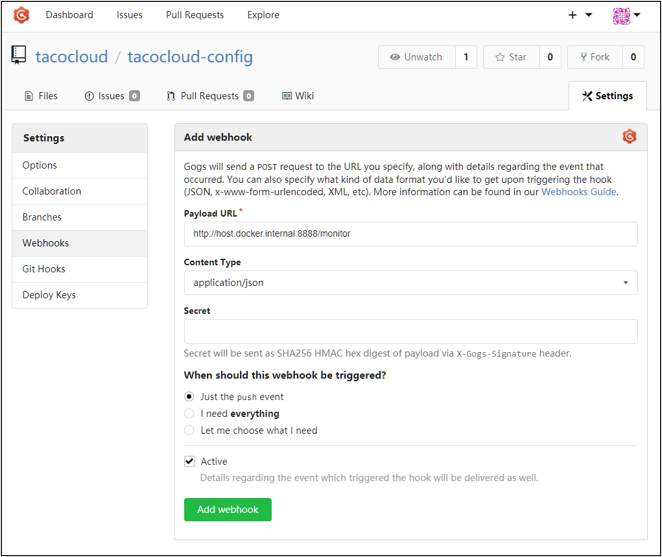 Dashboard Issues Pull Requests Explore
tacocloud / tacocloud-config
Unwatch 1 Star 0 Fork 0
Files Issues 0 Pull Requests 0 Wiki Settings
Settings
Options
Collaboration
Branches
Webhooks
Git Hooks
Deploy Keys
Add webhook
Gogs will send a POST request to the URL you specify, along with details regarding the event that
occurred. You can also specify what kind of data format you'd like to get upon triggering the hook
(JSON, x-www-form-urlencoded, XML, etc). More information can be found in our Webhooks Guide.
Payload URL*
http://host.docker.internal:8888/monitor
Content Type
application/json
Secret
Secret will be sent as SHA256 HMAC hex digest of payload via X-Gogs-Signature header.
When should this webhook be triggered?
Just the push event
I need everything
Let me choose what I need
Active
Details regarding the event which triggered the hook will be delivered as well.
Add webhook